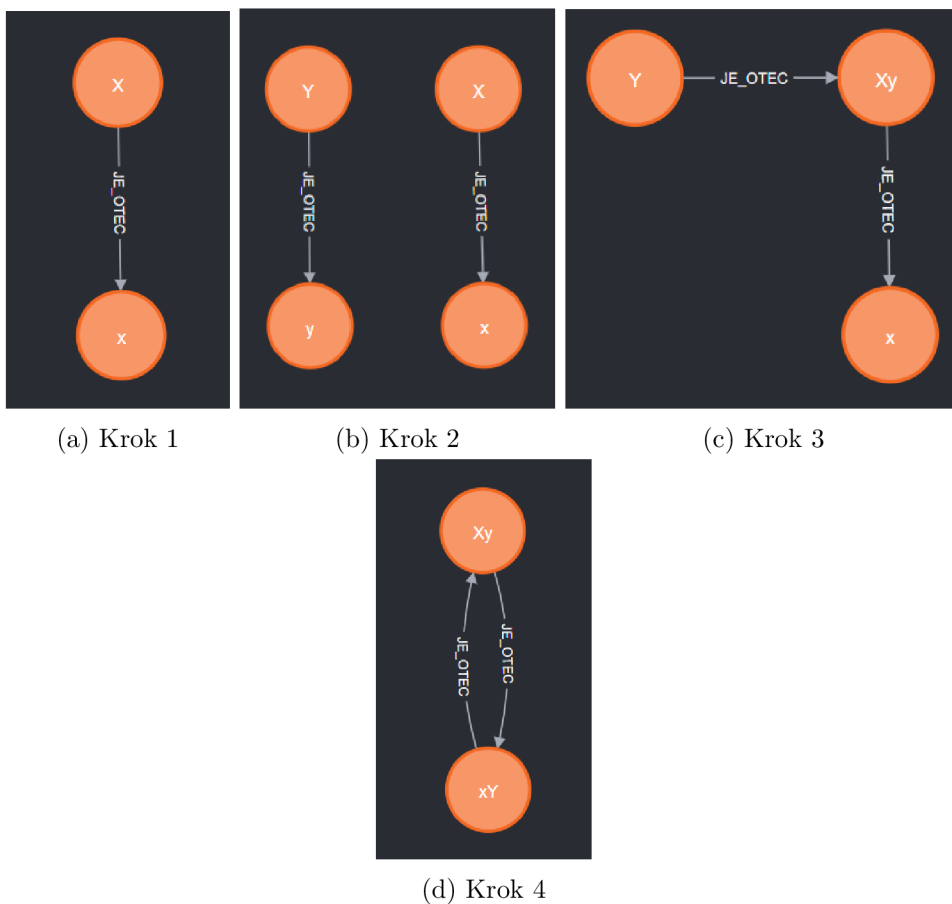 X
JE_OTEC
x
(a) Krok 1
Y
X
JE_OTEC
JE_OTEC
y
x
(b) Krok 2
Y
JE_OTEC
Xy
JE_OTEC
x
(c) Krok 3
Xy
JE_OTEC
JE_OTEC
xY
(d) Krok 4